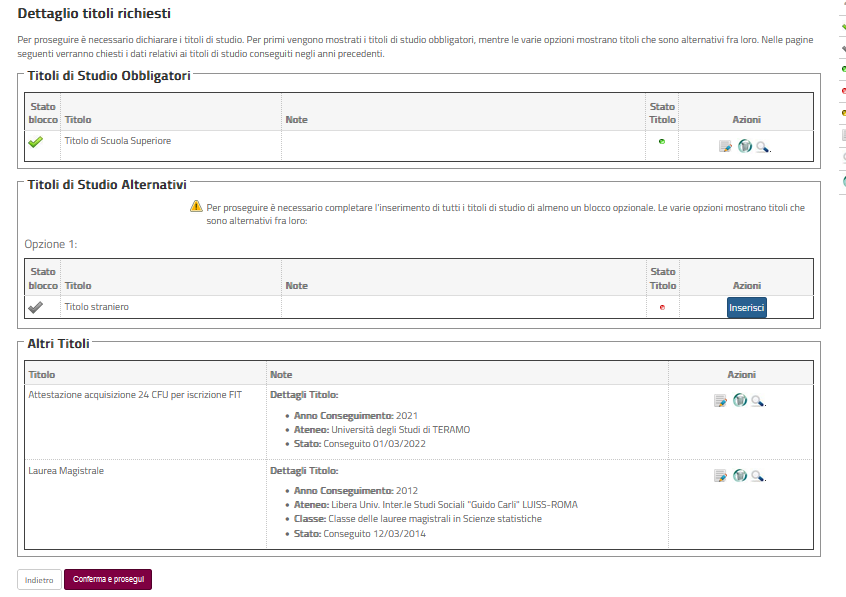 Dettaglio titoli richiesti
Per proseguire è necessario dichiarare i titoli di studio. Per primi vengono mostrati i titoli di studio obbligatori, mentre le varie opzioni mostrano titoli che sono alternativi fra loro. Nelle pagine
seguenti verranno chiesti i dati relativi ai titoli di studio conseguiti negli anni precedenti.
Titoli di Studio Obbligatori
Stato blocco Titolo Note Stato Titolo Azioni
Titolo di Scuola Superiore
Titoli di Studio Alternativi
Per proseguire è necessario completare l'inserimento di tutti i titoli di studio di almeno un blocco opzionale. Le varie opzioni mostrano titoli che
sono alternativi fra loro:
Opzione 1:
Stato blocco Titolo Note Stato Titolo Azioni
Titolo straniero Inserisci
Altri Titoli
Titolo Note Azioni
Attestazione acquisizione 24 CFU per iscrizione FIT Dettagli Titolo:
• Anno Conseguimento: 2021
• Ateneo: Università degli Studi di TERAMO
• Stato: Conseguito 01/03/2022
Laurea Magistrale Dettagli Titolo:
• Anno Conseguimento: 2012
• Ateneo: Libera Univ. Inter.le Studi Sociali "Guido Carli" LUISS-ROMA
• Classe: Classe delle lauree magistrali in Scienze statistiche
• Stato: Conseguito 12/03/2014
Indietro Conferma e prosegui